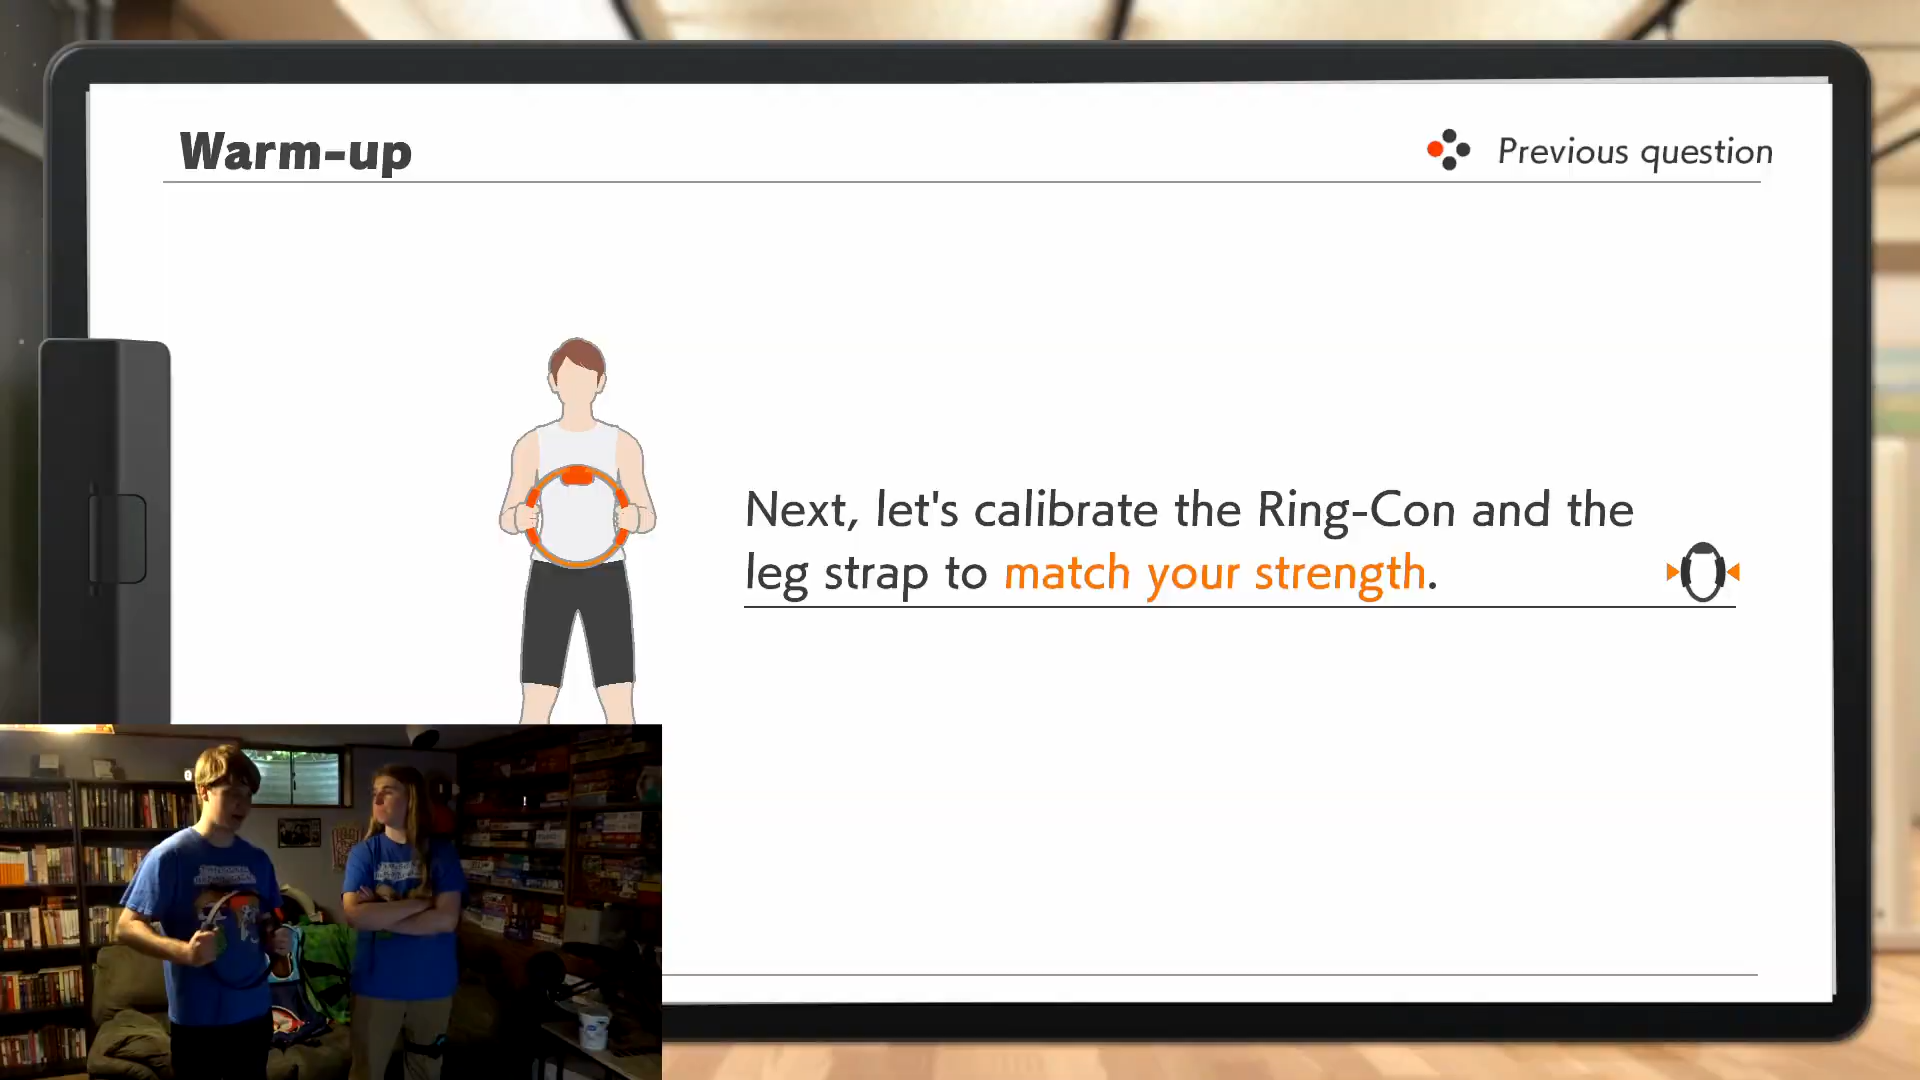 Warm-up
Previous question
Next, let's calibrate the Ring-Con and the
leg strap to match your strength.